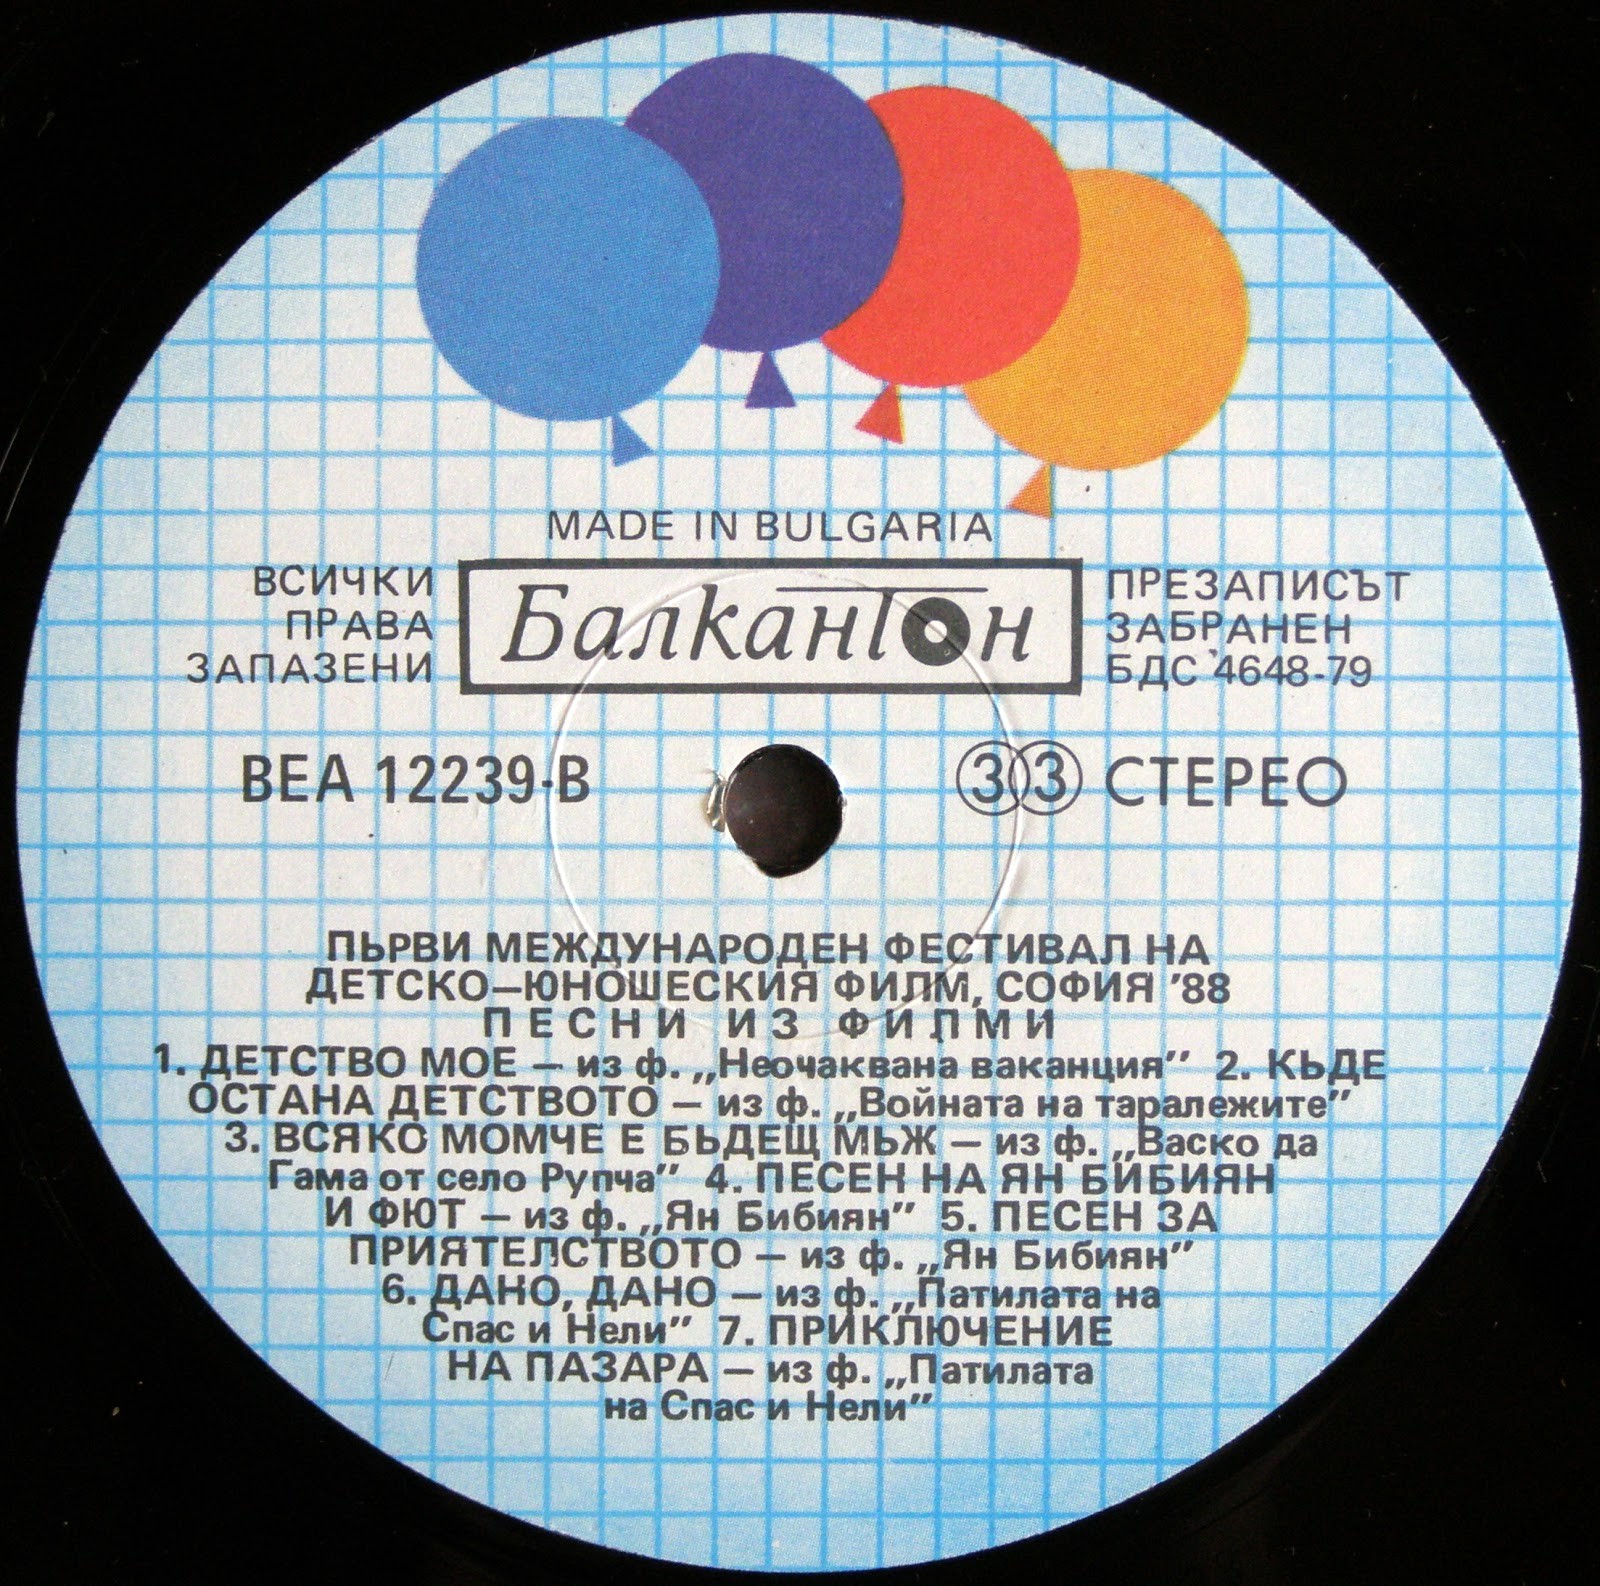 MADE IN BULGARIA
ВСИЧКИ
ПРАВА
ЗАПАЗЕНИ
Балкантон
ПРЕЗАПИСЪТ
ЗАБРАНЕН
БДС 4648-79
ВЕА 12239-В
33 СТЕРЕО
ПЪРВИ МЕЖДУНАРОДЕН ФЕСТИВАЛ НА
ДЕТСКО–ЮНОШЕСКИЯ ФИЛМ, СОФИЯ '88
ПЕСНИ ИЗ ФИЛМИ
1. ДЕТСТВО МОЕ – из ф. „Неочаквана ваканция” 2. КЪДЕ
ОСТАНА ДЕТСТВОТО – из ф. „Войната на таралежите”
3. ВСЯКО МОМЧЕ Е БЪДЕЩ МЪЖ – из ф. „Васко да
Гама от село Рупча” 4. ПЕСЕН НА ЯН БИБИЯН
И ФЮТ – из ф. „Ян Бибиян” 5. ПЕСЕН ЗА
ПРИЯТЕЛСТВОТО – из ф. „Ян Бибиян”
6. ДАНО, ДАНО – из ф. „Патилата на
Спас и Нели” 7. ПРИКЛЮЧЕНИЕ
НА ПАЗАРА – из ф. „Патилата
на Спас и Нели”